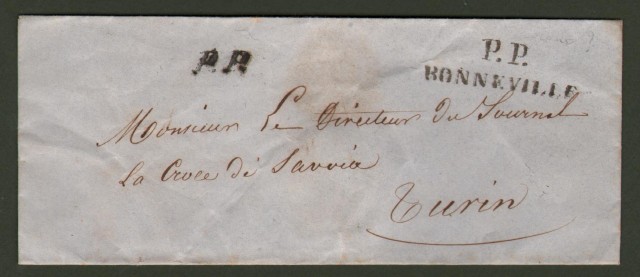 P.P.
P.P.
BONNEVILLE
Monsieur Le Directeur du Journal
la Croce di Savoia
Turin